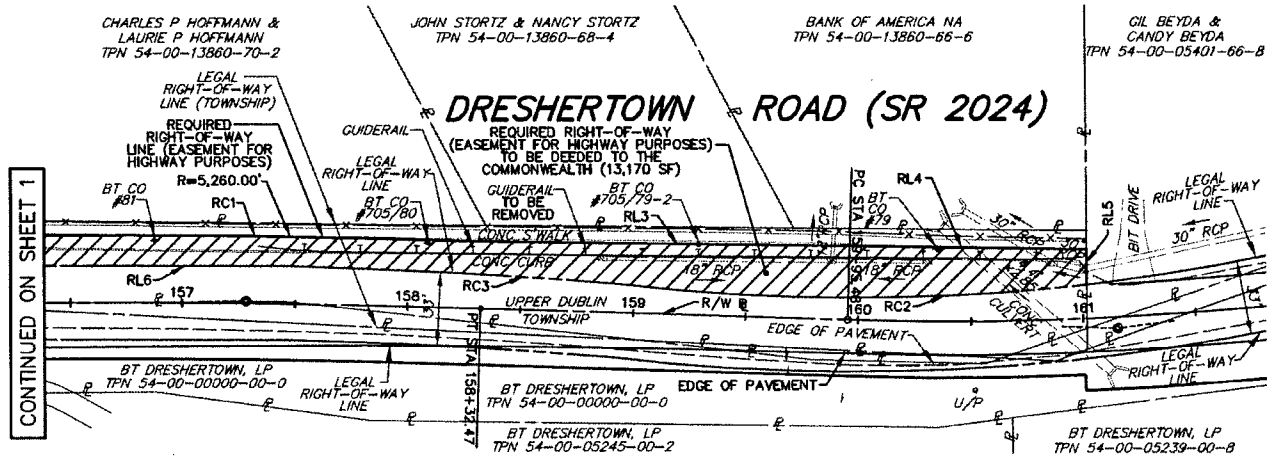 CHARLES P HOFFMANN &
LAURIE P HOFFMANN
TPN 54-00-13860-70-2
JOHN STORTZ & NANCY STORTZ
TPN 54-00-13860-68-4
BANK OF AMERICA NA
TPN 54-00-13860-66-6
GIL BEYDA &
CANDY BEYDA
TPN 54-00-05401-66-8
DRESHERTOWN ROAD (SR 2024)
LEGAL
RIGHT-OF-WAY
LINE (TOWNSHIP)
REQUIRED
RIGHT-OF-WAY
LINE (EASEMENT FOR
HIGHWAY PURPOSES)
R=5,260.00'
GUIDERAIL
LEGAL
RIGHT-OF-WAY
LINE
REQUIRED RIGHT-OF-WAY
(EASEMENT FOR HIGHWAY PURPOSES)
TO BE DEEDED TO THE
COMMONWEALTH (13,170 SF)
GUIDERAIL
TO BE
REMOVED
BT CO
#81
RC1
BT CO
#705/80
BT CO
#705/79-2
RL3
BT
CO
#79
RL4
RL5
BIT DRIVE
LEGAL
RIGHT-OF-WAY
LINE
30" RCP
30" RCP
CONC S'WALK
CONC CURB
18" RCP
18" RCP
CONC
CULVERT
RL6
RC3
RC2
157
158
159
160
161
33'
UPPER DUBLIN
TOWNSHIP
R/W
EDGE OF PAVEMENT
EDGE OF PAVEMENT
PT STA 158+32.47
PC STA
CONTINUED ON SHEET 1
BT DRESHERTOWN, LP
TPN 54-00-00000-00-0
LEGAL
RIGHT-OF-WAY
LINE
BT DRESHERTOWN, LP
TPN 54-00-00000-00-0
BT DRESHERTOWN, LP
TPN 54-00-05245-00-2
U/P
LEGAL
RIGHT-OF-WAY
LINE
BT DRESHERTOWN, LP
TPN 54-00-05239-00-8